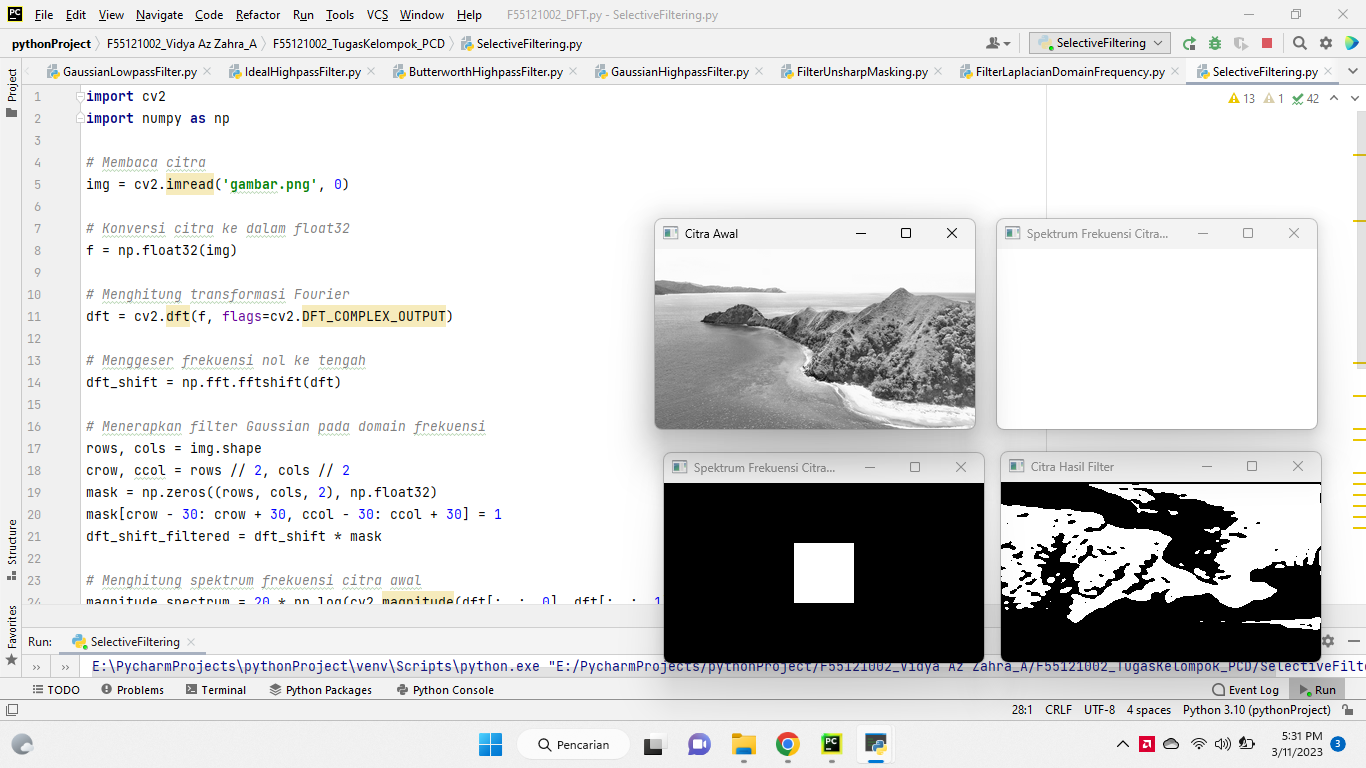 File Edit View Navigate Code Refactor Run Tools VCS Window Help F55121002_DFT.py - SelectiveFiltering.py
pythonProject F55121002_Vidya Az Zahra_A F55121002_TugasKelompok_PCD SelectiveFiltering.py SelectiveFiltering
GaussianLowpassFilter.py IdealHighpassFilter.py ButterworthHighpassFilter.py GaussianHighpassFilter.py FilterUnsharpMasking.py FilterLaplacianDomainFrequency.py SelectiveFiltering.py
Project
13 1 42
1 import cv2
2 import numpy as np
3
4 # Membaca citra
5 img = cv2.imread('gambar.png', 0)
6
7 # Konversi citra ke dalam float32
8 f = np.float32(img)
9
10 # Menghitung transformasi Fourier
11 dft = cv2.dft(f, flags=cv2.DFT_COMPLEX_OUTPUT)
12
13 # Menggeser frekuensi nol ke tengah
14 dft_shift = np.fft.fftshift(dft)
15
16 # Menerapkan filter Gaussian pada domain frekuensi
17 rows, cols = img.shape
18 crow, ccol = rows // 2, cols // 2
19 mask = np.zeros((rows, cols, 2), np.float32)
20 mask[crow - 30: crow + 30, ccol - 30: ccol + 30] = 1
21 dft_shift_filtered = dft_shift * mask
22
23 # Menghitung spektrum frekuensi citra awal
24 magnitude_spectrum = 20 * np.log(cv2.magnitude(dft[:, :, 0], dft[:, :, 1
Citra Awal
Spektrum Frekuensi Citra...
Spektrum Frekuensi Citra...
Citra Hasil Filter
Structure
Favorites
Run: SelectiveFiltering
E:\PycharmProjects\pythonProject\venv\Scripts\python.exe "E:/PycharmProjects/pythonProject/F55121002_Vidya Az Zahra_A/F55121002_TugasKelompok_PCD/SelectiveFilte
TODO Problems Terminal Python Packages Python Console Event Log Run
28:1 CRLF UTF-8 4 spaces Python 3.10 (pythonProject)
Pencarian
5:31 PM
3/11/2023
3